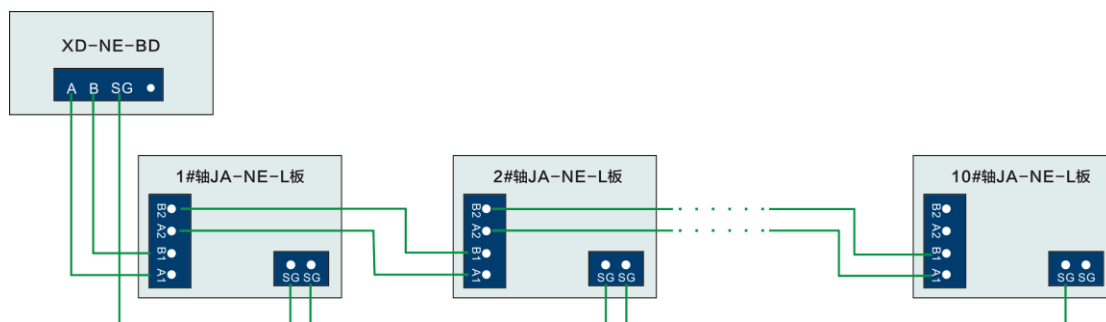 XD-NE-BD
A B SG
1#轴JA-NE-L板
B2
A2
B1
A1
SG SG
2#轴JA-NE-L板
B2
A2
B1
A1
SG SG
10#轴JA-NE-L板
B2
A2
B1
A1
SG SG